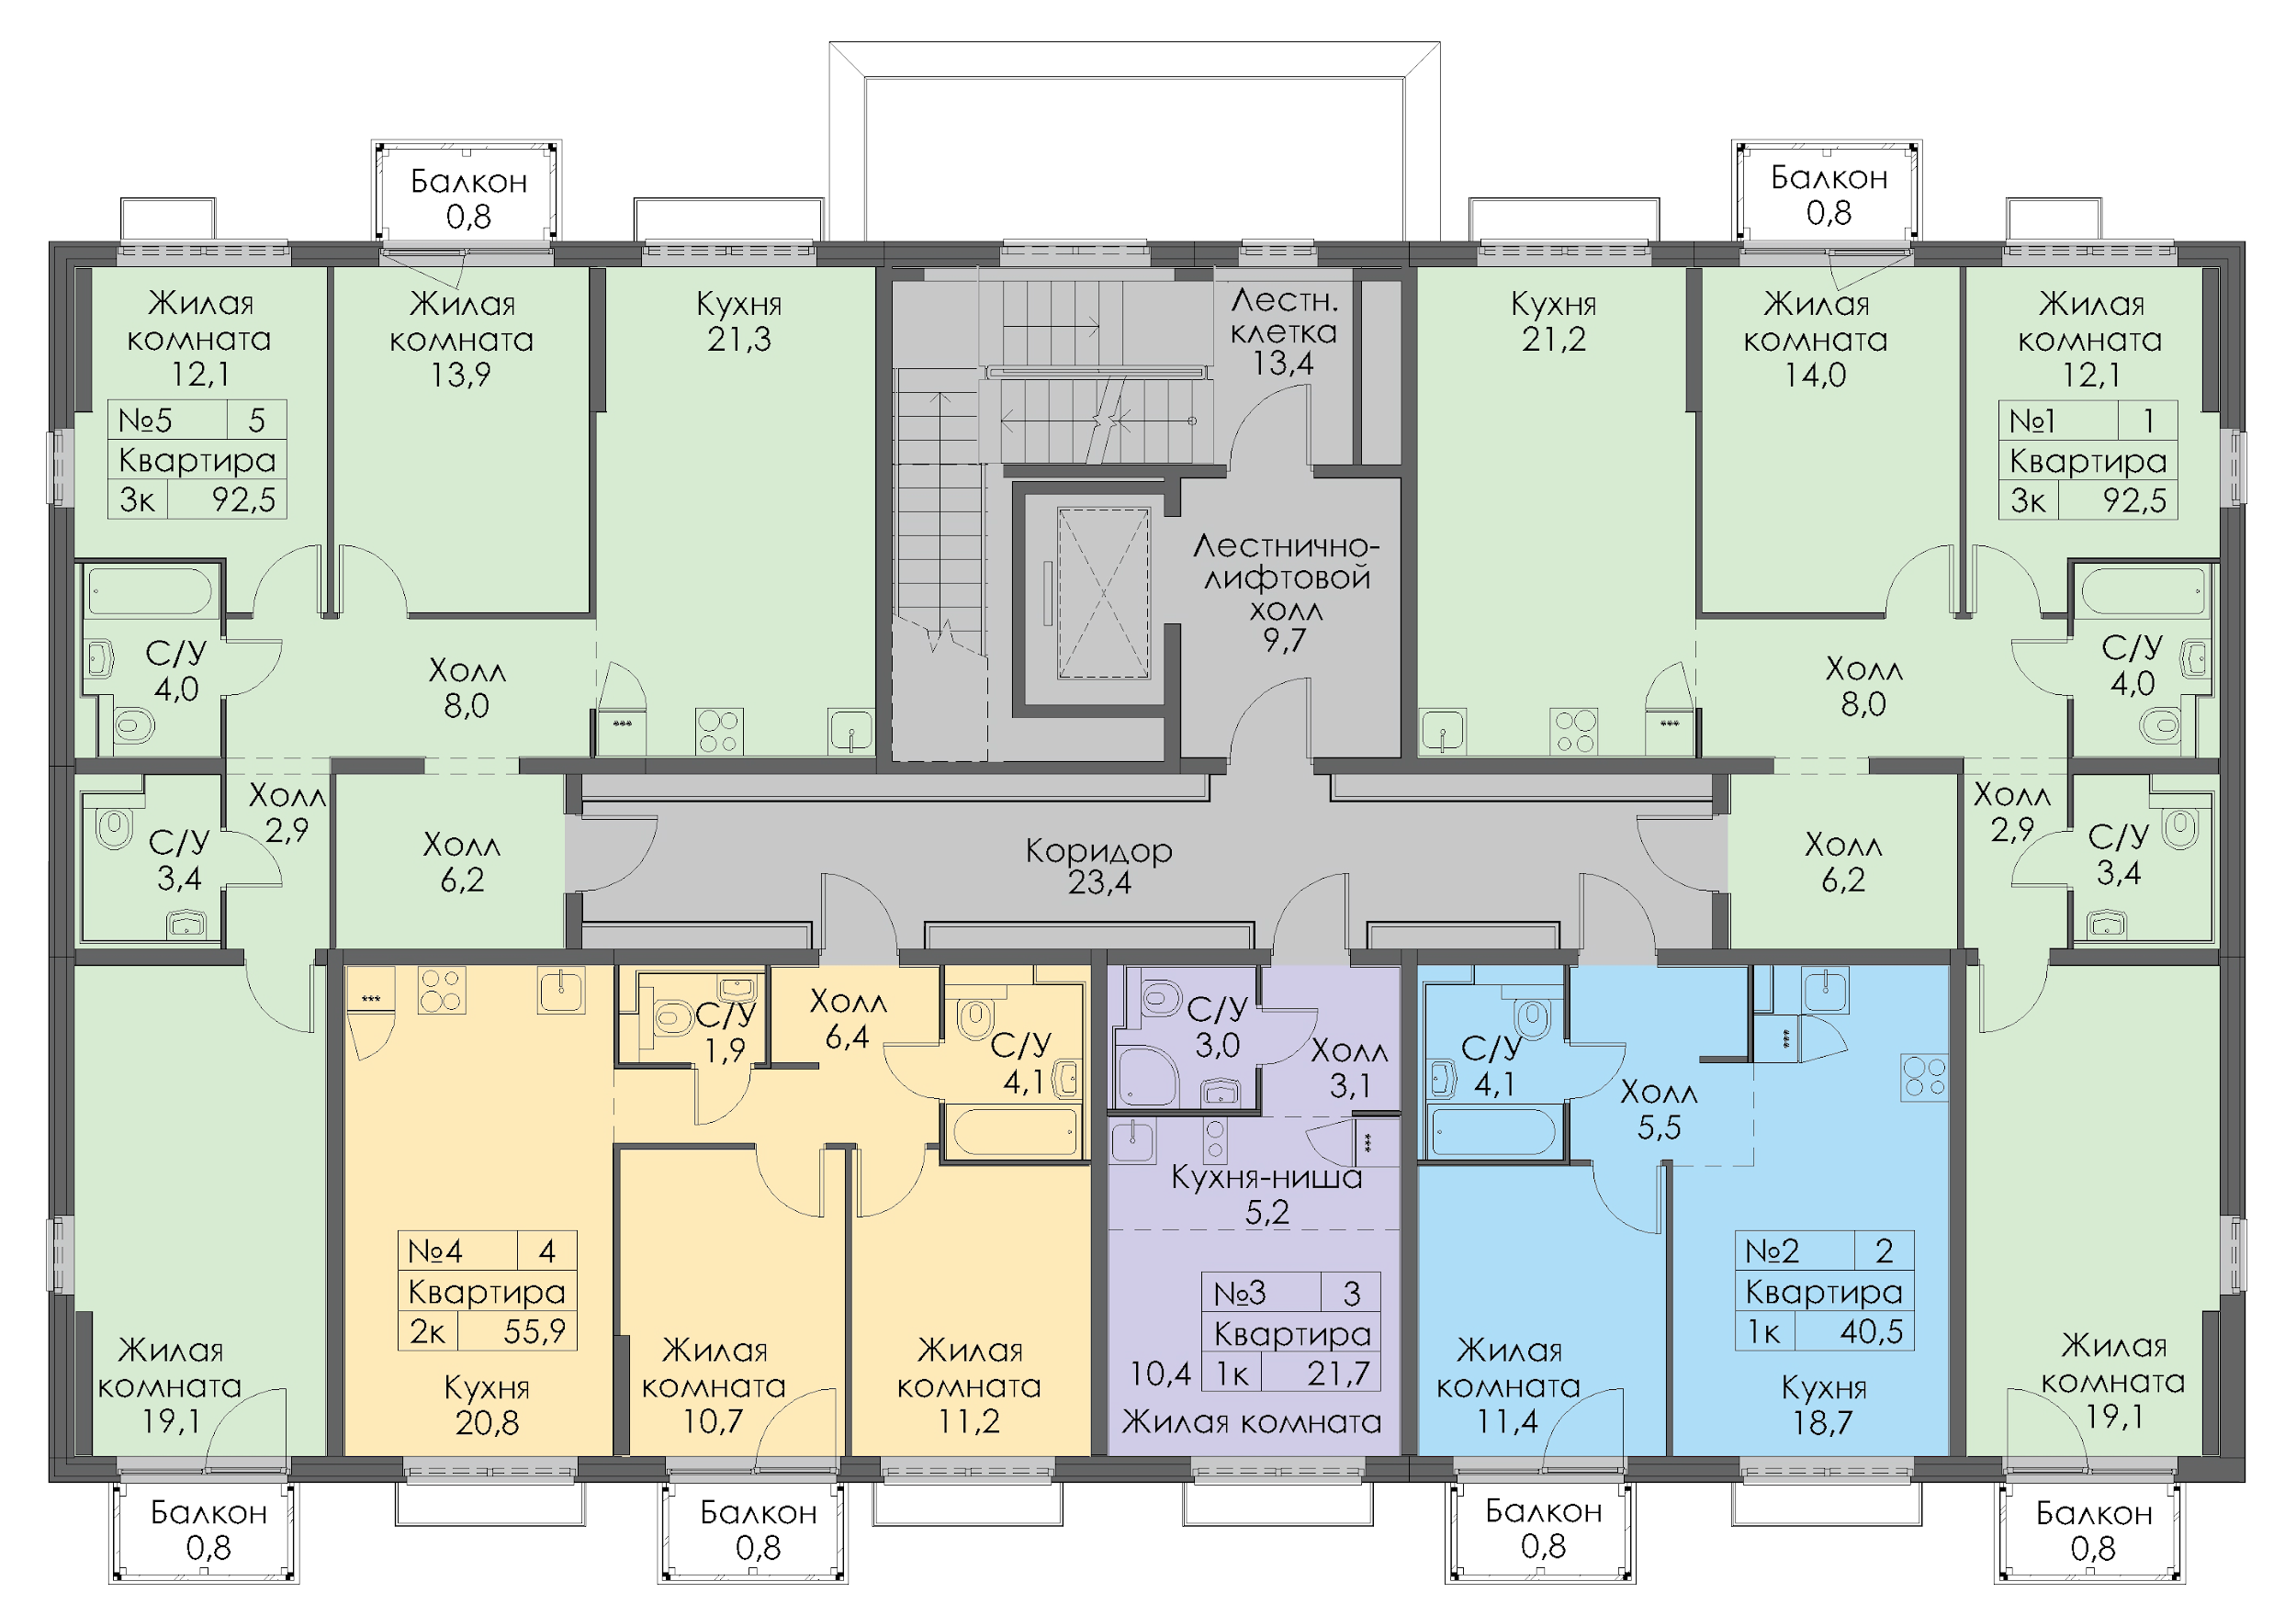 Балкон
0,8
Балкон
0,8
Жилая
комната
12,1
№5 5
Квартира
3к 92,5
Жилая
комната
13,9
Кухня
21,3
Лестн.
клетка
13,4
Кухня
21,2
Жилая
комната
14,0
Жилая
комната
12,1
№1 1
Квартира
3к 92,5
Лестнично-
лифтовой
холл
9,7
С/У
4,0
Холл
8,0
***
***
Холл
8,0
С/У
4,0
С/У
3,4
Холл
2,9
Холл
6,2
Коридор
23,4
Холл
6,2
Холл
2,9
С/У
3,4
***
С/У
1,9
Холл
6,4
С/У
4,1
С/У
3,0
Холл
3,1
***
С/У
4,1
Холл
5,5
***
Кухня-ниша
5,2
№4 4
Квартира
2к 55,9
Кухня
20,8
№3 3
Квартира
10,4 1к 21,7
Жилая комната
№2 2
Квартира
1к 40,5
Кухня
18,7
Жилая
комната
19,1
Жилая
комната
10,7
Жилая
комната
11,2
Жилая
комната
11,4
Жилая
комната
19,1
Балкон
0,8
Балкон
0,8
Балкон
0,8
Балкон
0,8